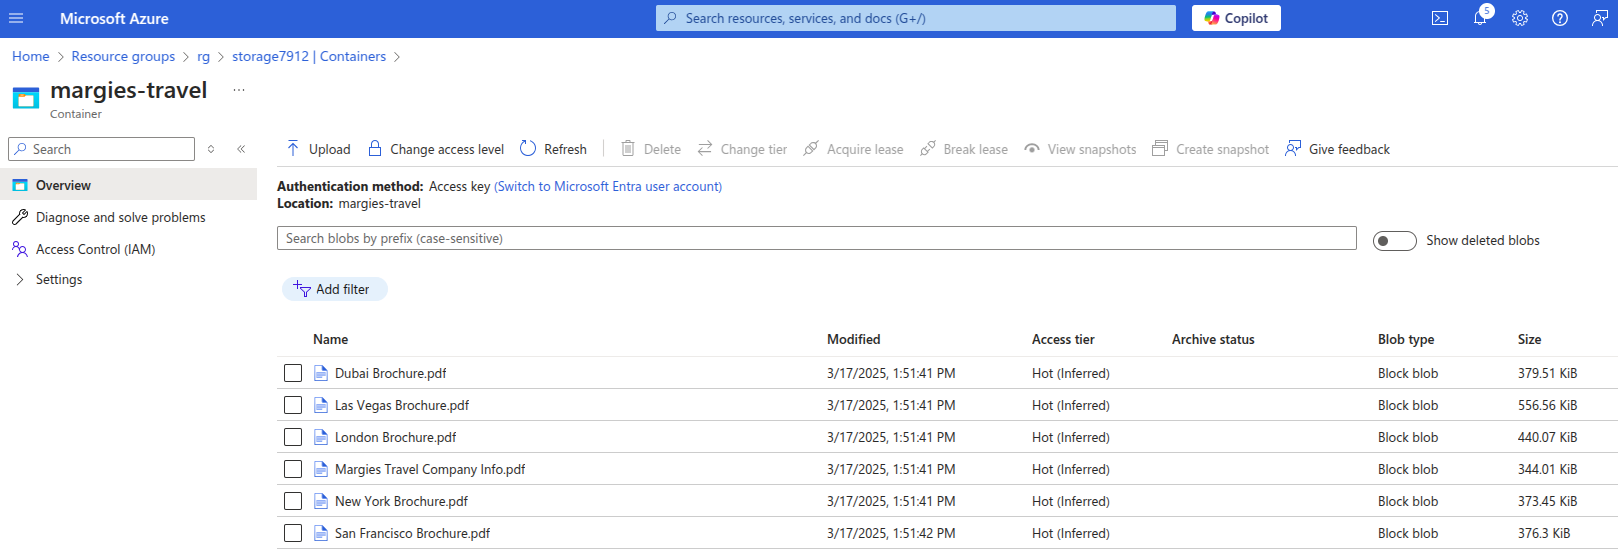 Microsoft Azure
Search resources, services, and docs (G+/)
Copilot
5
Home > Resource groups > rg > storage7912 | Containers >
margies-travel ...
Container
Search
Overview
Diagnose and solve problems
Access Control (IAM)
Settings
Upload Change access level Refresh Delete Change tier Acquire lease Break lease View snapshots Create snapshot Give feedback
Authentication method: Access key (Switch to Microsoft Entra user account)
Location: margies-travel
Search blobs by prefix (case-sensitive)
Show deleted blobs
Add filter
Name Modified Access tier Archive status Blob type Size
Dubai Brochure.pdf 3/17/2025, 1:51:41 PM Hot (Inferred) Block blob 379.51 KiB
Las Vegas Brochure.pdf 3/17/2025, 1:51:41 PM Hot (Inferred) Block blob 556.56 KiB
London Brochure.pdf 3/17/2025, 1:51:41 PM Hot (Inferred) Block blob 440.07 KiB
Margies Travel Company Info.pdf 3/17/2025, 1:51:41 PM Hot (Inferred) Block blob 344.01 KiB
New York Brochure.pdf 3/17/2025, 1:51:41 PM Hot (Inferred) Block blob 373.45 KiB
San Francisco Brochure.pdf 3/17/2025, 1:51:42 PM Hot (Inferred) Block blob 376.3 KiB